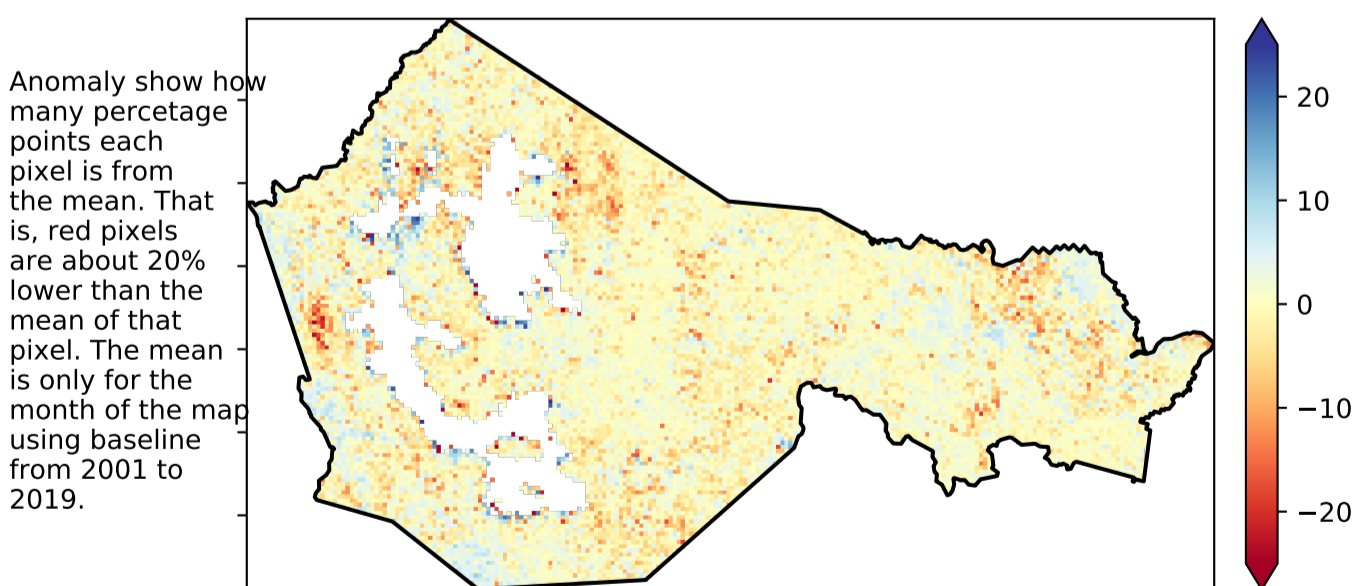 Anomaly show how
many percetage
points each
pixel is from
the mean. That
is, red pixels
are about 20%
lower than the
mean of that
pixel. The mean
is only for the
month of the map
using baseline
from 2001 to
2019.
20
10
0
−10
−20